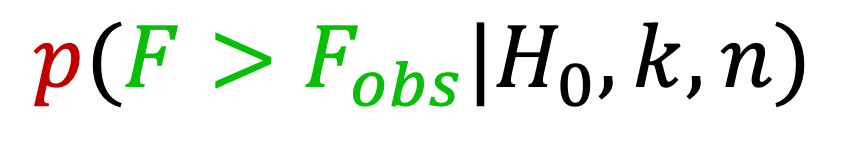 p(F > F_obs|H_0, k, n)